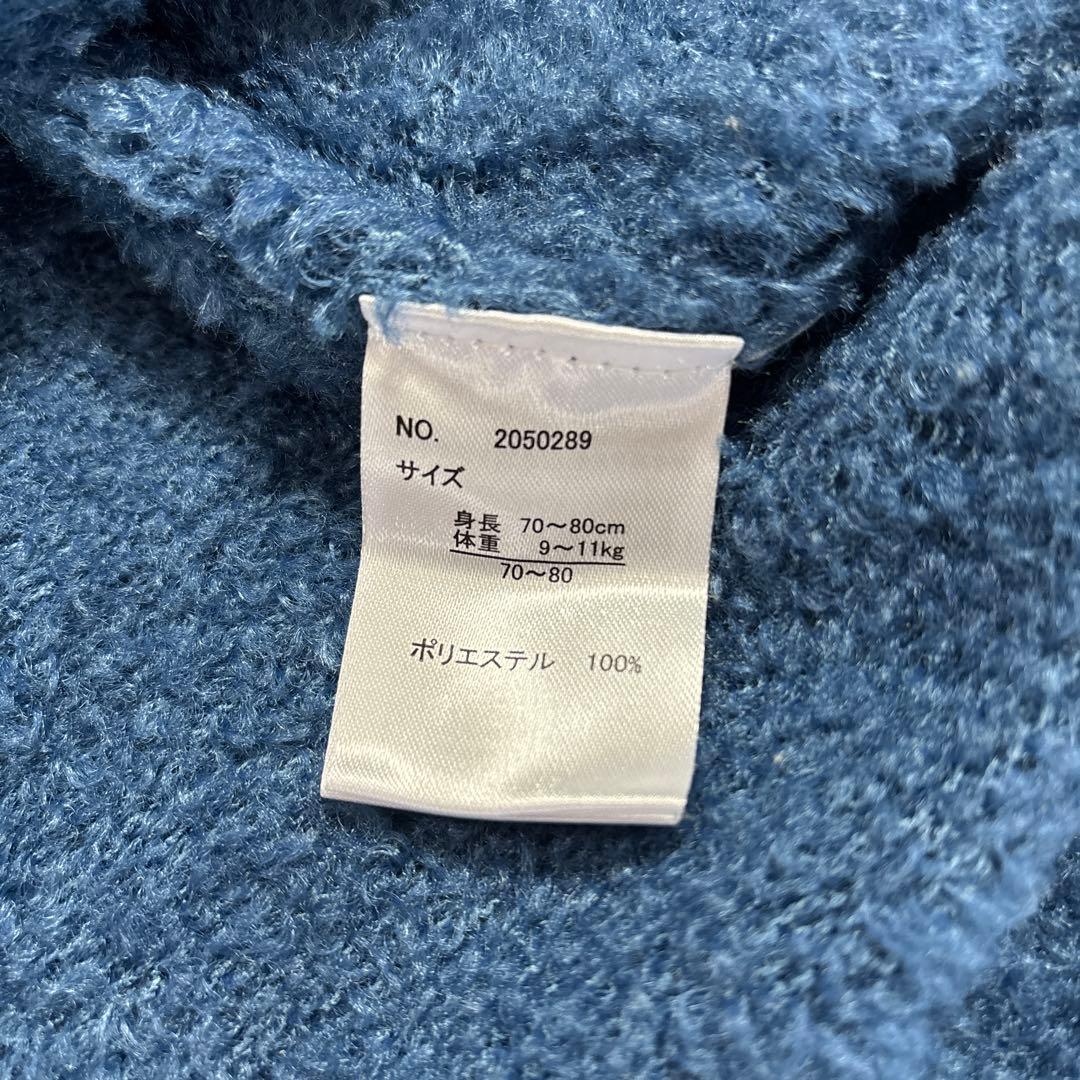 NO. 2050289
サイズ
身長 70～80cm
体重 9～11kg
70～80
ポリエステル 100%